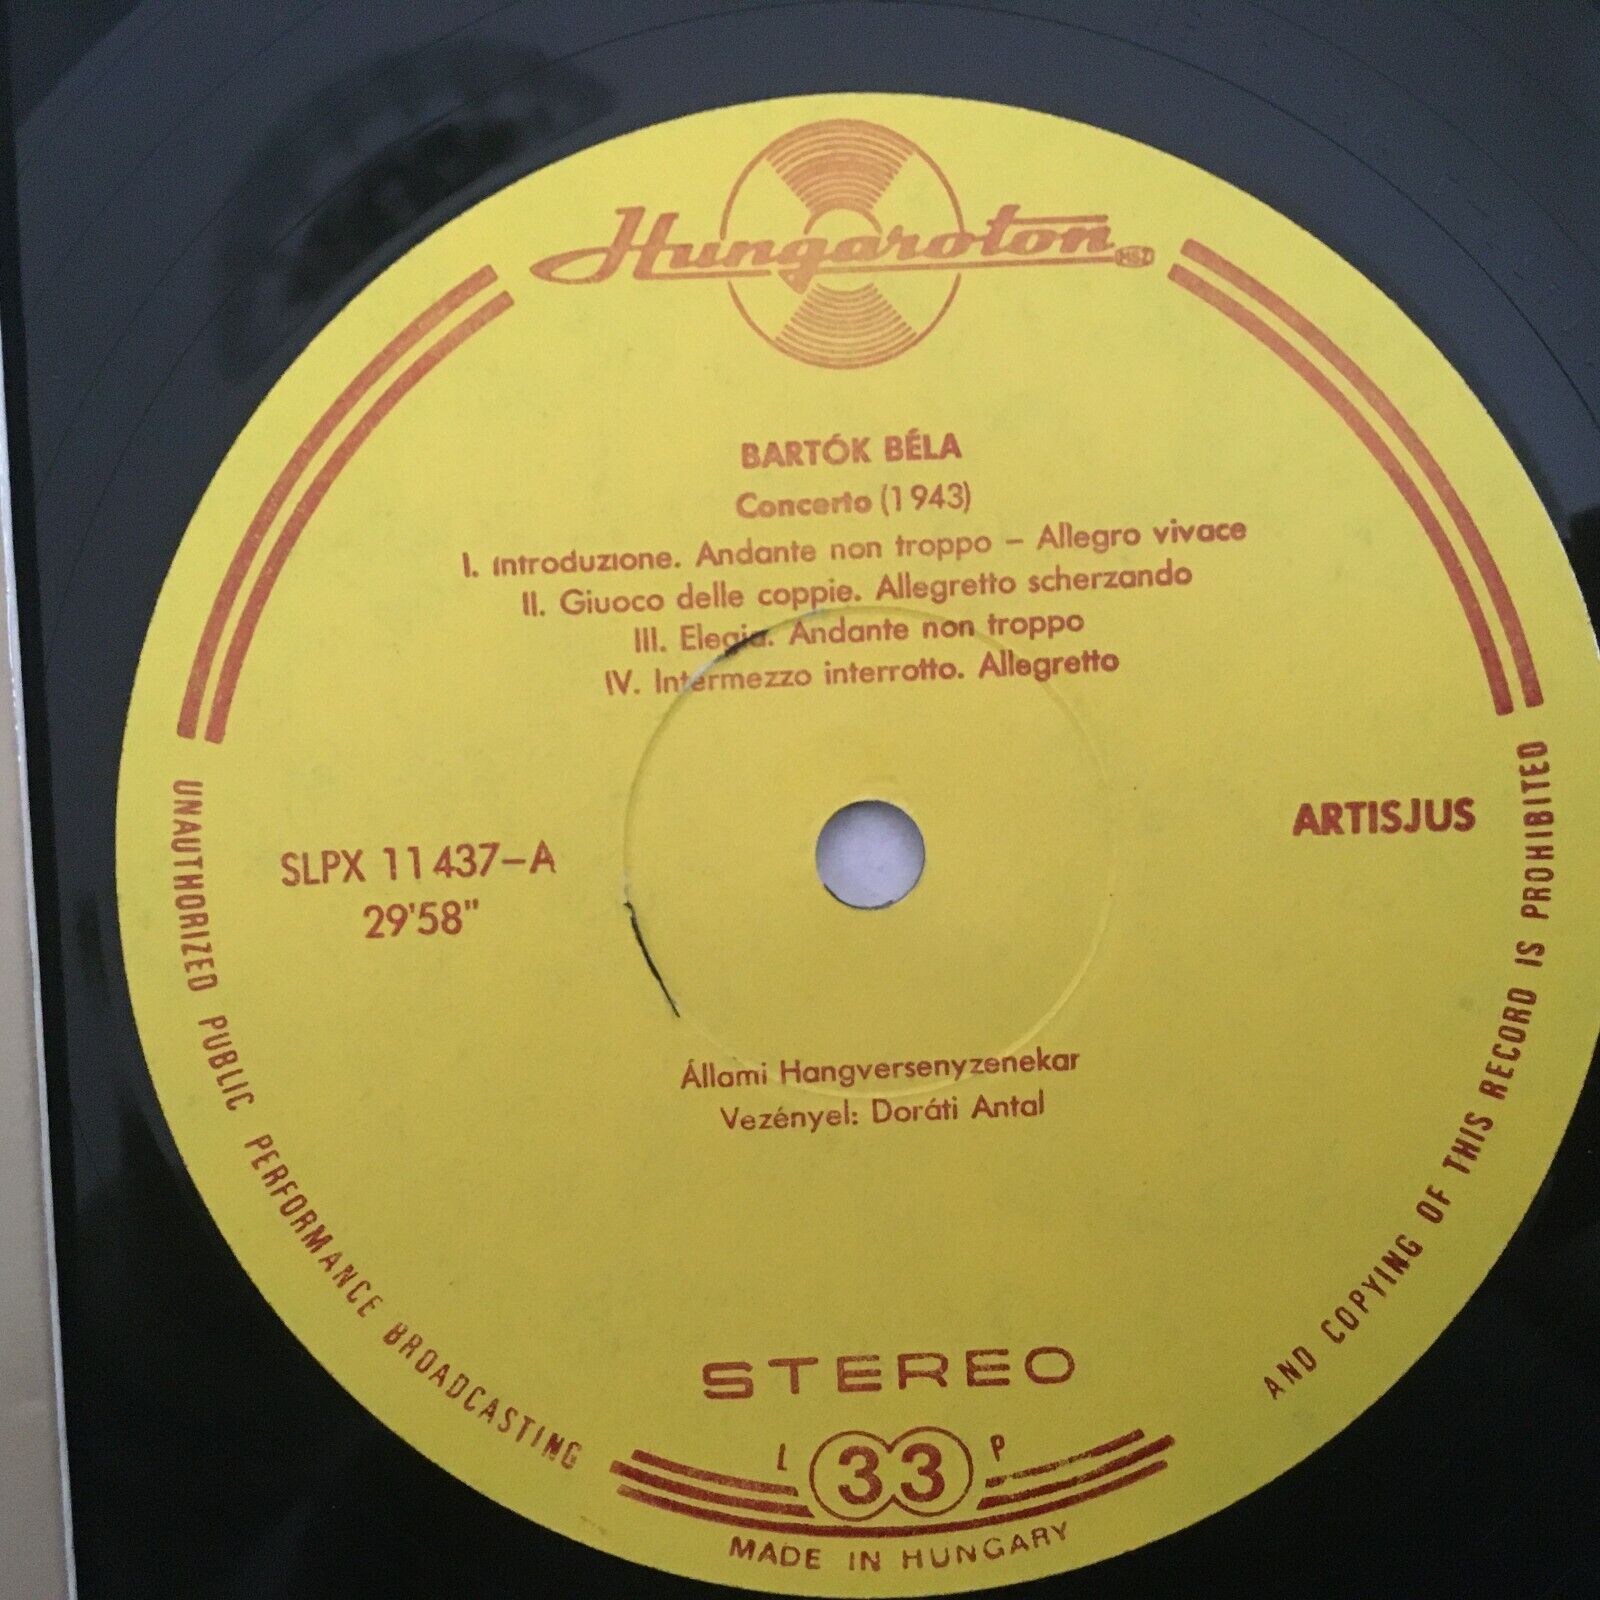 Hungaroton
BARTÓK BÉLA
Concerto (1943)
I. Introduzione. Andante non troppo – Allegro vivace
II. Giuoco delle coppie. Allegretto scherzando
III. Elegia. Andante non troppo
IV. Intermezzo interrotto. Allegretto
ARTISJUS
SLPX 11437–A
29'58"
Állami Hangversenyzenekar
Vezényel: Doráti Antal
STEREO
L 33 P
MADE IN HUNGARY
UNAUTHORIZED PUBLIC PERFORMANCE BROADCASTING
AND COPYING OF THIS RECORD IS PROHIBITED